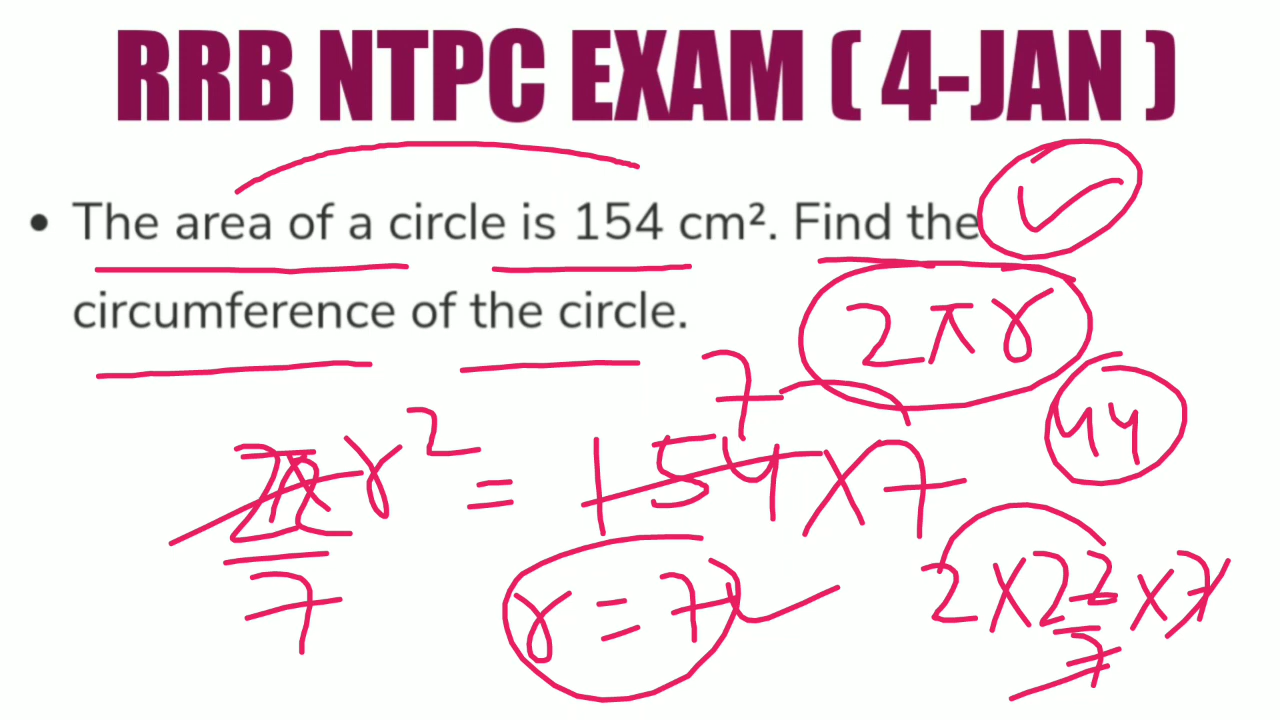 RRB NTPC EXAM ( 4-JAN )
• The area of a circle is 154 cm². Find the
circumference of the circle.
2πr
7
44
r² = 154 x 7
22
7
r = 7
2 x 22 x 7
7